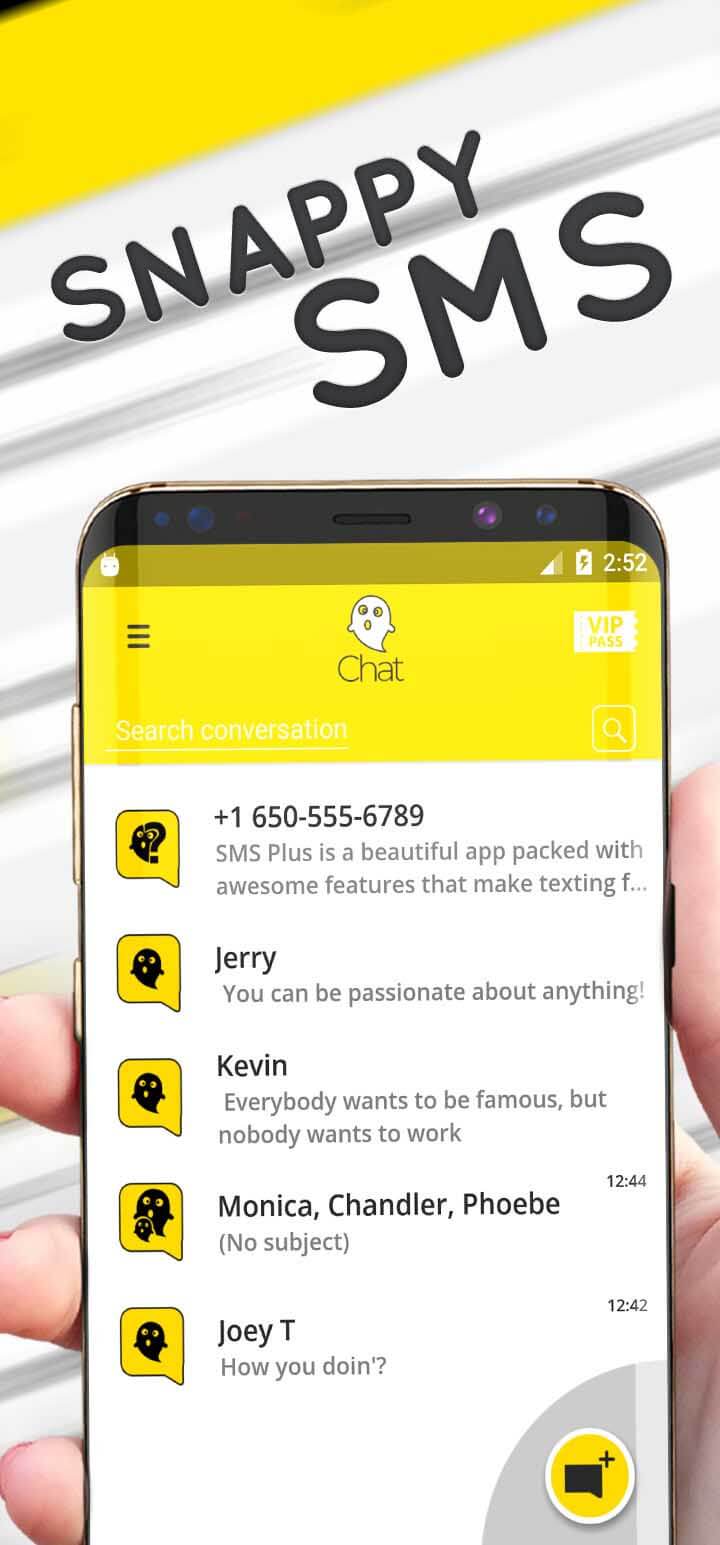 SNAPPY
SMS
2:52
VIP
PASS
Chat
Search conversation
+1 650-555-6789
SMS Plus is a beautiful app packed with
awesome features that make texting f...
Jerry
You can be passionate about anything!
Kevin
Everybody wants to be famous, but
nobody wants to work
12:44
Monica, Chandler, Phoebe
(No subject)
12:42
Joey T
How you doin'?